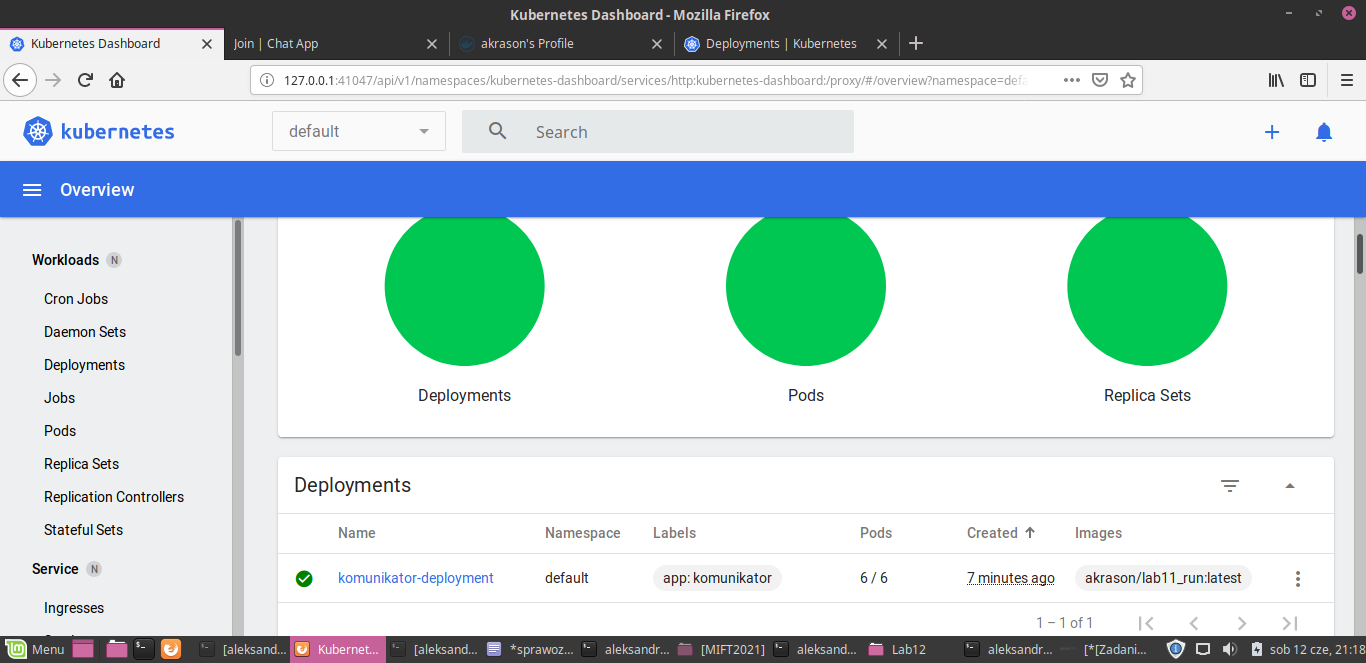 Kubernetes Dashboard - Mozilla Firefox
Kubernetes Dashboard
Join | Chat App
akrason's Profile
Deployments | Kubernetes
127.0.0.1:41047/api/v1/namespaces/kubernetes-dashboard/services/http:kubernetes-dashboard:/proxy/#/overview?namespace=defa
kubernetes
default
Search
Overview
Workloads N
Cron Jobs
Daemon Sets
Deployments
Jobs
Pods
Replica Sets
Replication Controllers
Stateful Sets
Service N
Ingresses
Deployments Pods Replica Sets
Deployments
Name Namespace Labels Pods Created Images
komunikator-deployment default app: komunikator 6 / 6 7 minutes ago akrason/lab11_run:latest
1 – 1 of 1
Menu [aleksand... Kubernet... [aleksand... *sprawoz... aleksandr... [MIFT2021] aleksand... Lab12 aleksandr... [*[Zadani... sob 12 cze, 21:18